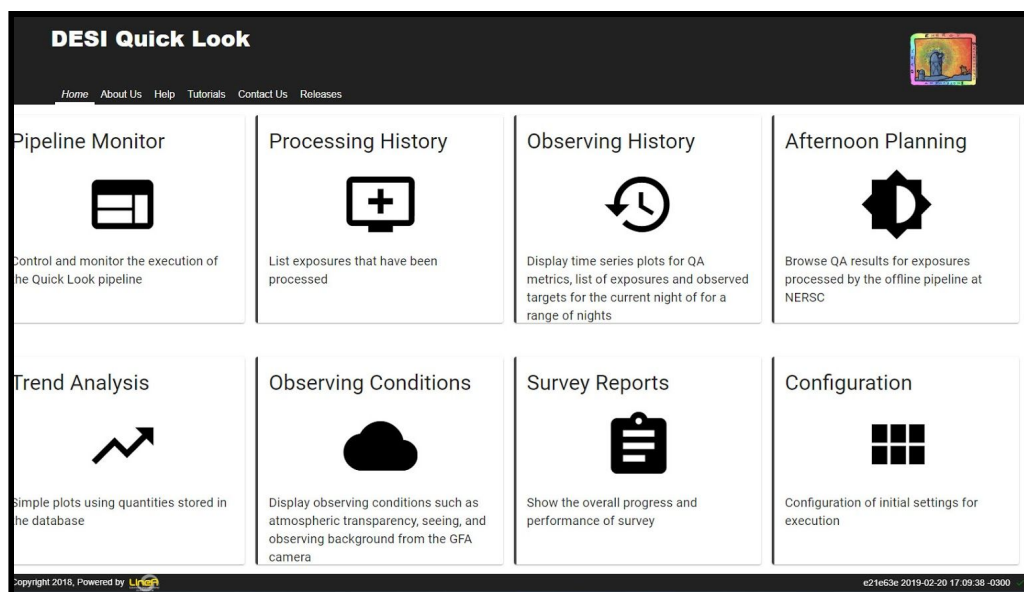 DESI Quick Look
Home About Us Help Tutorials Contact Us Releases
Pipeline Monitor
Control and monitor the execution of
the Quick Look pipeline
Processing History
List exposures that have been
processed
Observing History
Display time series plots for QA
metrics, list of exposures and observed
targets for the current night of for a
range of nights
Afternoon Planning
Browse QA results for exposures
processed by the offline pipeline at
NERSC
Trend Analysis
Simple plots using quantities stored in
the database
Observing Conditions
Display observing conditions such as
atmospheric transparency, seeing, and
observing background from the GFA
camera
Survey Reports
Show the overall progress and
performance of survey
Configuration
Configuration of initial settings for
execution
Copyright 2018, Powered by LIneA
e21e63e 2019-02-20 17:09:38 -0300